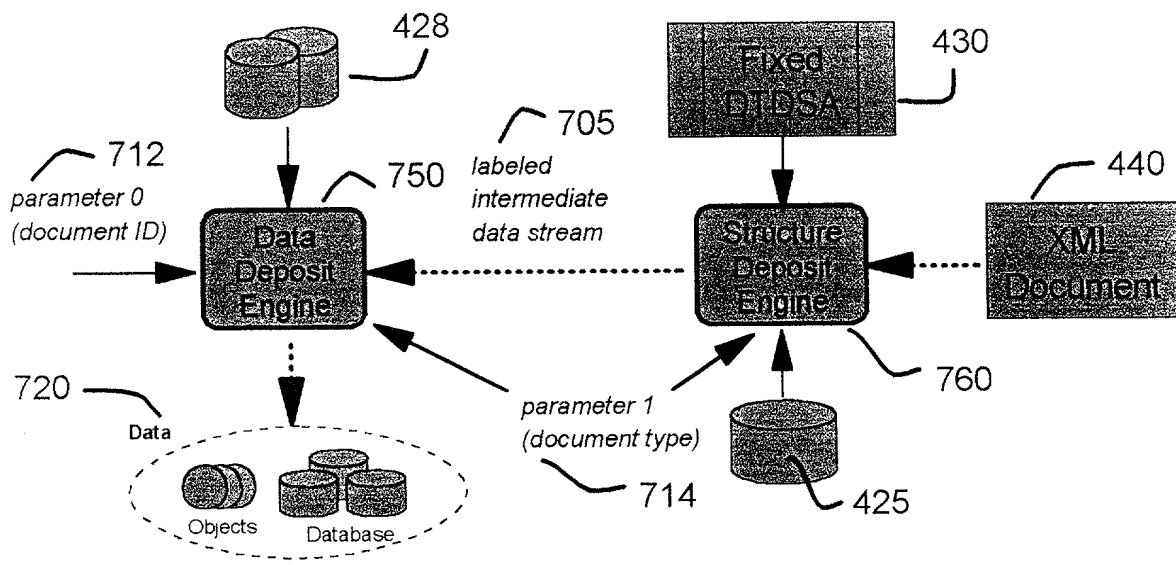 428
Fixed
DTDSA
430
712
parameter 0
(document ID)
750
705
labeled
intermediate
data stream
440
Data
Deposit
Engine
Structure
Deposit
Engine
XML
Document
720
Data
parameter 1
(document type)
760
714
425
Objects
Database